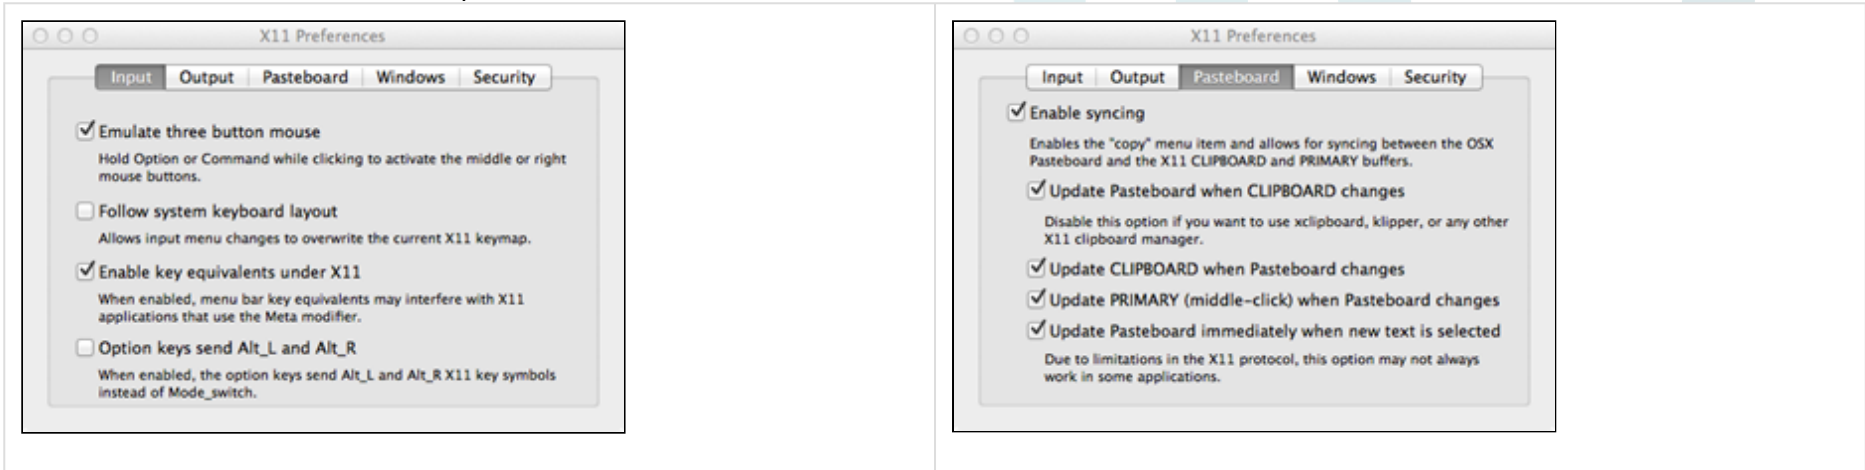 X11 Preferences
Input Output Pasteboard Windows Security
Emulate three button mouse
Hold Option or Command while clicking to activate the middle or right
mouse buttons.
Follow system keyboard layout
Allows input menu changes to overwrite the current X11 keymap.
Enable key equivalents under X11
When enabled, menu bar key equivalents may interfere with X11
applications that use the Meta modifier.
Option keys send Alt_L and Alt_R
When enabled, the option keys send Alt_L and Alt_R X11 key symbols
instead of Mode_switch.
X11 Preferences
Input Output Pasteboard Windows Security
Enable syncing
Enables the "copy" menu item and allows for syncing between the OSX
Pasteboard and the X11 CLIPBOARD and PRIMARY buffers.
Update Pasteboard when CLIPBOARD changes
Disable this option if you want to use xclipboard, klipper, or any other
X11 clipboard manager.
Update CLIPBOARD when Pasteboard changes
Update PRIMARY (middle-click) when Pasteboard changes
Update Pasteboard immediately when new text is selected
Due to limitations in the X11 protocol, this option may not always
work in some applications.